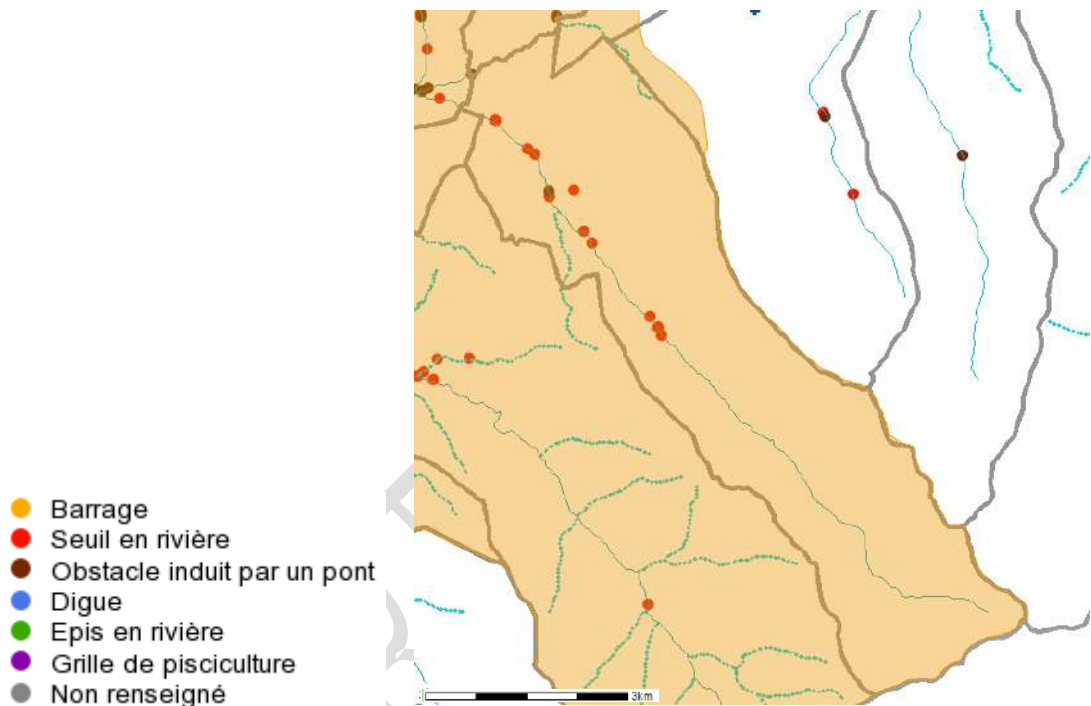 Barrage
Seuil en rivière
Obstacle induit par un pont
Digue
Epis en rivière
Grille de pisciculture
Non renseigné
3km